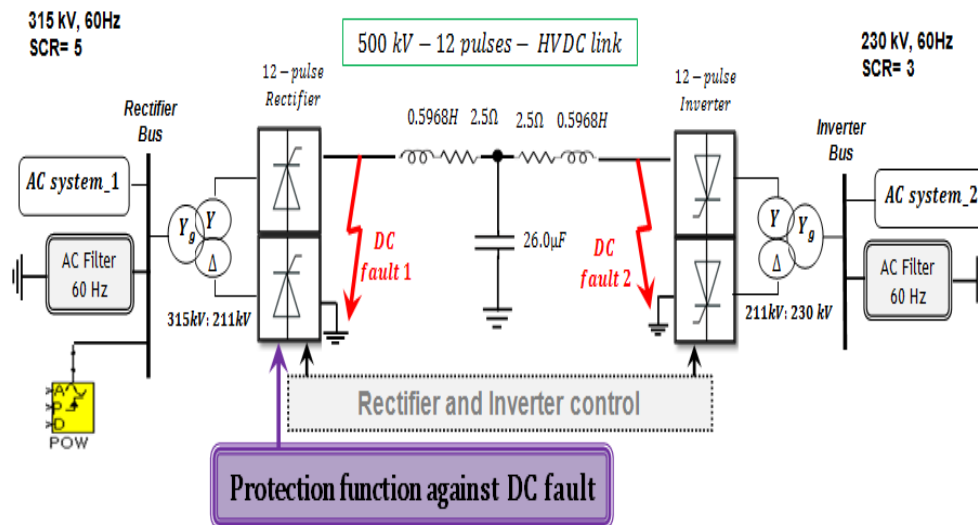 315 kV, 60Hz
SCR= 5
500 kV − 12 pulses − HVDC link
230 kV, 60Hz
SCR= 3
12 − pulse
Rectifier
12 − pulse
Inverter
Rectifier
Bus
0.5968H 2.5Ω 2.5Ω 0.5968H
Inverter
Bus
AC system_1
AC system_2
Yg Y
Δ
Y Yg
Δ
AC Filter
60 Hz
DC
fault 1
26.0μF
DC
fault 2
AC Filter
60 Hz
315kV: 211kV
211kV: 230 kV
A
P
D
POW
Rectifier and Inverter control
Protection function against DC fault